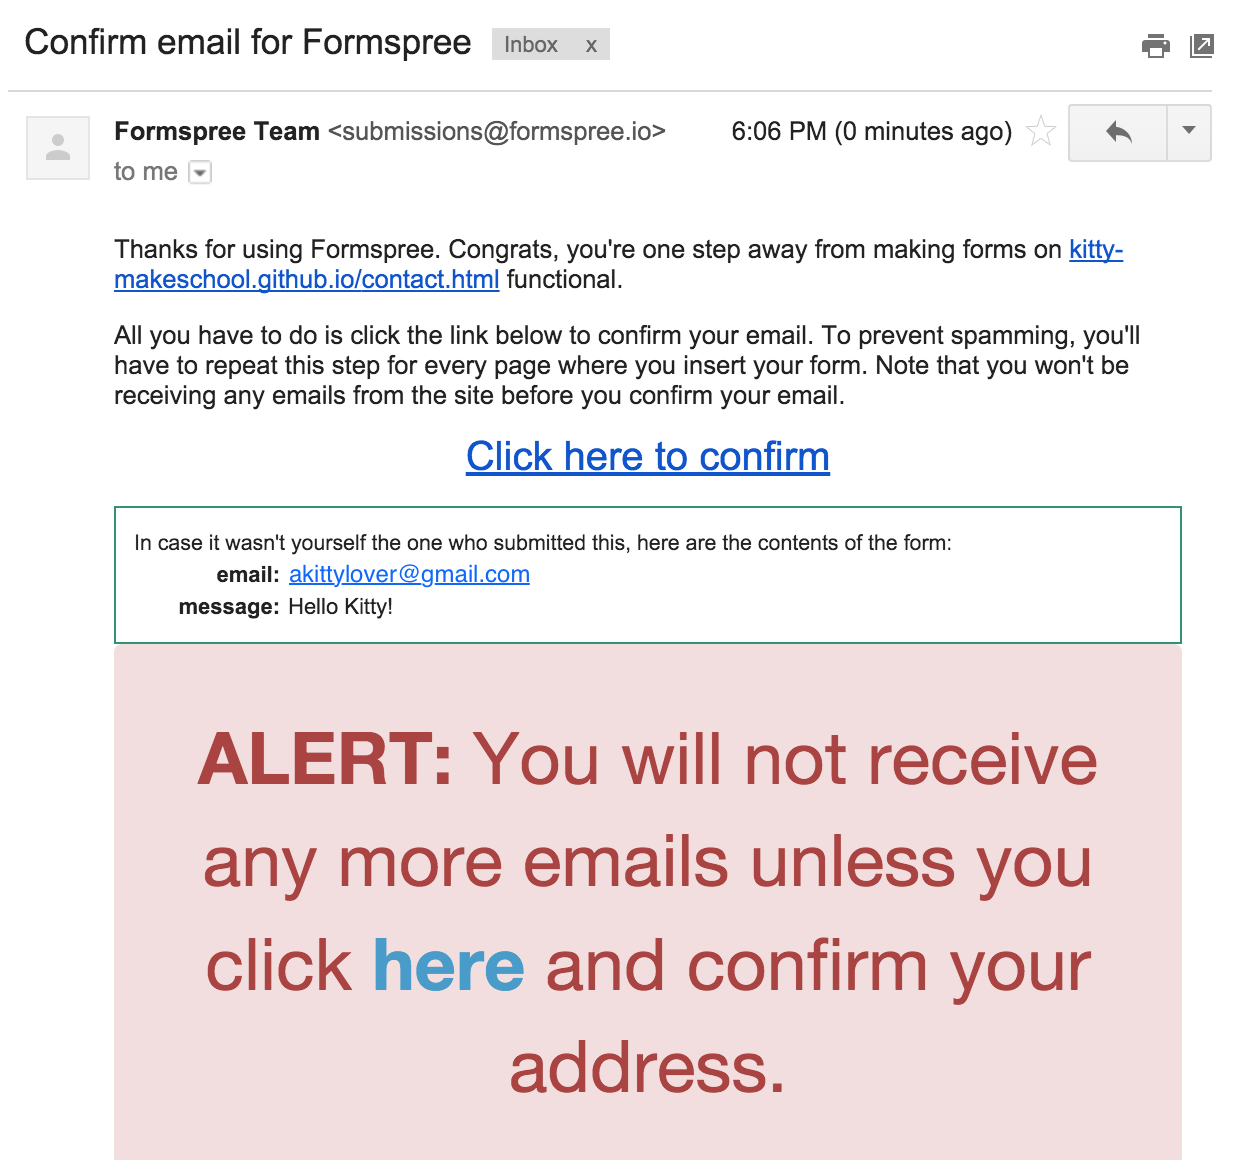 Confirm email for Formspree Inbox x
Formspree Team <submissions@formspree.io> 6:06 PM (0 minutes ago)
to me
Thanks for using Formspree. Congrats, you're one step away from making forms on kitty-
makeschool.github.io/contact.html functional.
All you have to do is click the link below to confirm your email. To prevent spamming, you'll
have to repeat this step for every page where you insert your form. Note that you won't be
receiving any emails from the site before you confirm your email.
Click here to confirm
In case it wasn't yourself the one who submitted this, here are the contents of the form:
email: akittylover@gmail.com
message: Hello Kitty!
ALERT: You will not receive
any more emails unless you
click here and confirm your
address.